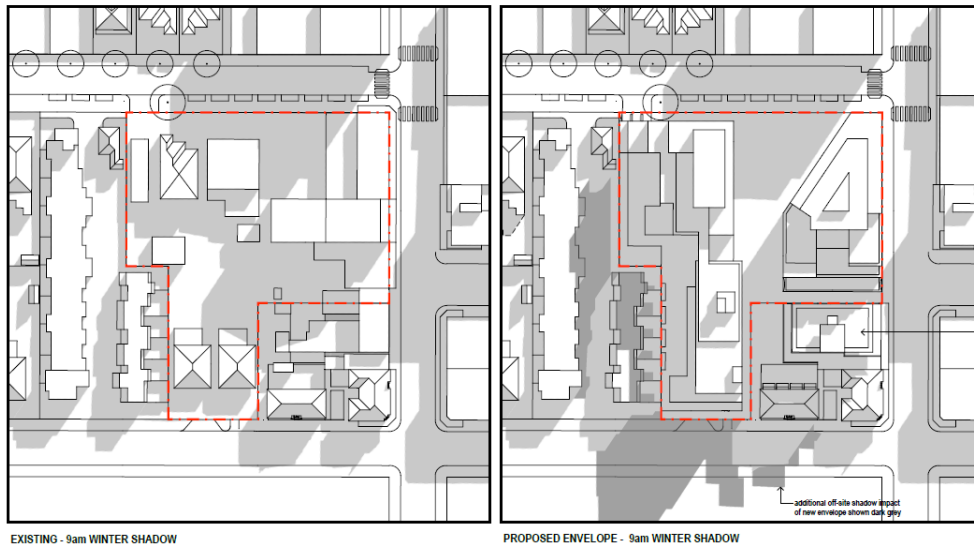 additional off-site shadow impact
of new envelope shown dark grey
EXISTING - 9am WINTER SHADOW
PROPOSED ENVELOPE - 9am WINTER SHADOW